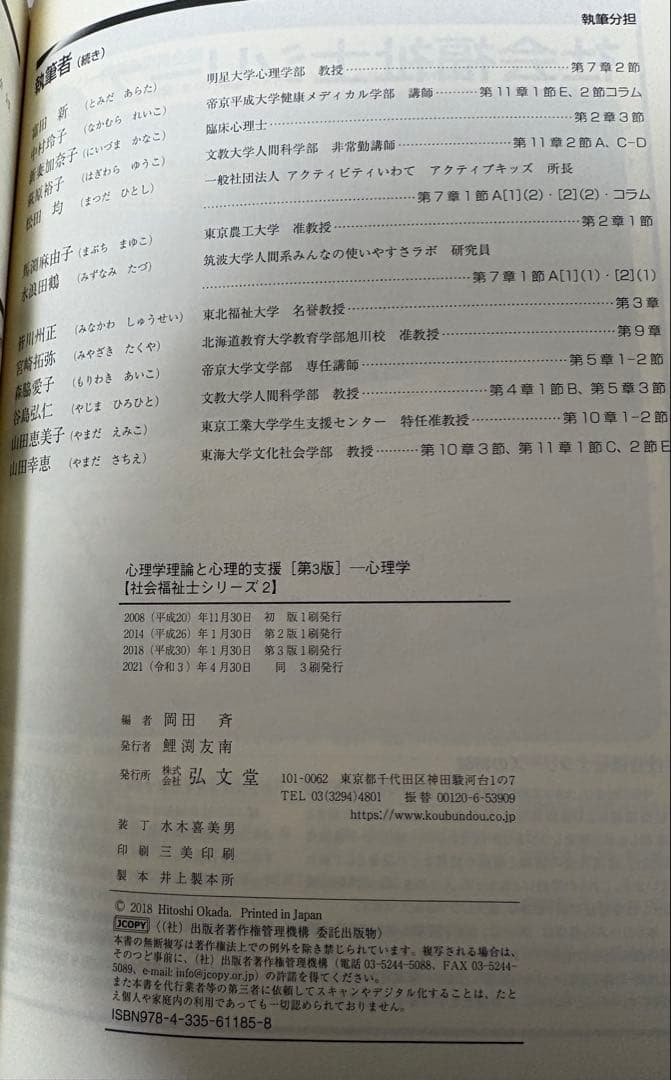 執筆分担
執筆者(続き)
富田 新 (とみだ あらた) 明星大学心理学部 教授……………………第7章2節
中村玲子 (なかむら れいこ) 帝京平成大学健康メディカル学部 講師………第11章1節E、2節コラム
新妻加奈子 (にいづま かなこ) 臨床心理士……………………第2章3節
萩原裕子 (はぎわら ゆうこ) 文教大学人間科学部 非常勤講師……………………第11章2節A、C-D
松田 均 (まつだ ひとし) 一般社団法人 アクティビティいわて アクティブキッズ 所長
……………………第7章1節A[1](2)・[2](2)・コラム
馬淵麻由子 (まぶち まゆこ) 東京農工大学 准教授……………………第2章1節
水浪田鶴 (みずなみ たづ) 筑波大学人間系みんなの使いやすさラボ 研究員
……………………第7章1節A[1](1)・[2](1)
皆川州正 (みなかわ しゅうせい) 東北福祉大学 名誉教授……………………第3章
宮崎拓弥 (みやざき たくや) 北海道教育大学教育学部旭川校 准教授……………………第9章
森脇愛子 (もりわき あいこ) 帝京大学文学部 専任講師……………………第5章1-2節
谷島弘仁 (やじま ひろひと) 文教大学人間科学部 教授……………第4章1節B、第5章3節
山田恵美子 (やまだ えみこ) 東京工業大学学生支援センター 特任准教授……………第10章1-2節
山田幸恵 (やまだ さちえ) 東海大学文化社会学部 教授………第10章3節、第11章1節C、2節E
心理学理論と心理的支援[第3版]―心理学
【社会福祉士シリーズ2】
2008(平成20)年11月30日 初 版1刷発行
2014(平成26)年1月30日 第2版1刷発行
2018(平成30)年1月30日 第3版1刷発行
2021(令和3)年4月30日 同 3刷発行
編者 岡田 斉
発行者 鯉渕友南
発行所 株式会社 弘文堂 101-0062 東京都千代田区神田駿河台1の7
TEL 03(3294)4801 振替 00120-6-53909
https://www.koubundou.co.jp
装丁 水木喜美男
印刷 三美印刷
製本 井上製本所
© 2018 Hitoshi Okada. Printed in Japan
JCOPY 〈(社)出版者著作権管理機構 委託出版物〉
本書の無断複写は著作権法上での例外を除き禁じられています。複写される場合は、
そのつど事前に、(社)出版者著作権管理機構(電話 03-5244-5088、FAX 03-5244-
5089、e-mail: info@jcopy.or.jp)の許諾を得てください。
また本書を代行業者等の第三者に依頼してスキャンやデジタル化することは、たと
え個人や家庭内の利用であっても一切認められておりません。
ISBN978-4-335-61185-8